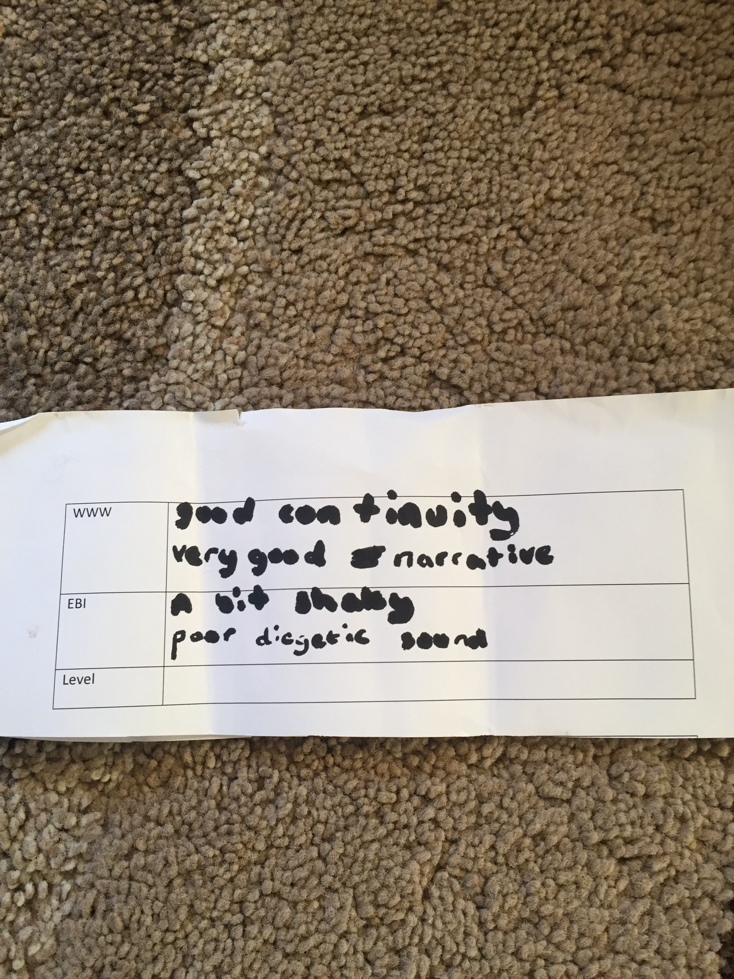 WWW
good continuity
very good narrative
EBI
A bit shaky
poor diegetic sound
Level